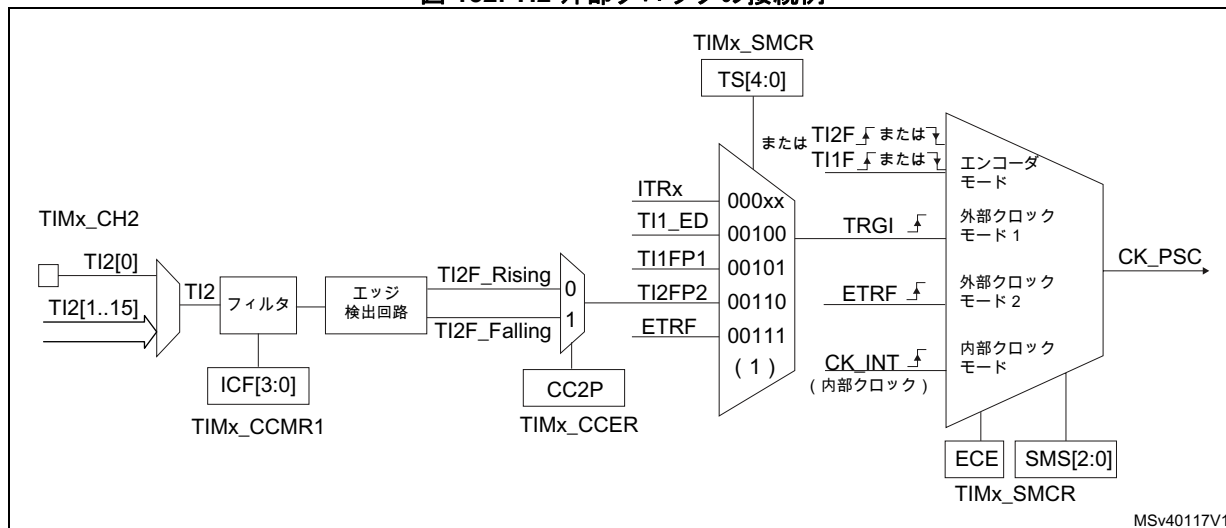 TIMx_SMCR
TS[4:0]
または TI2F または
TI1F または
エンコーダ
モード
ITRx
000xx
TIMx_CH2
TI1_ED
00100
TRGI
外部クロック
モード 1
TI2[0]
TI1FP1
00101
CK_PSC
TI2F_Rising
0
TI2
フィルタ
エッジ
検出回路
TI2FP2
00110
ETRF
外部クロック
モード 2
TI2[1..15]
TI2F_Falling
1
ETRF
00111
(1)
CK_INT
(内部クロック)
内部クロック
モード
ICF[3:0]
CC2P
TIMx_CCMR1
TIMx_CCER
ECE
SMS[2:0]
TIMx_SMCR
MSv40117V1